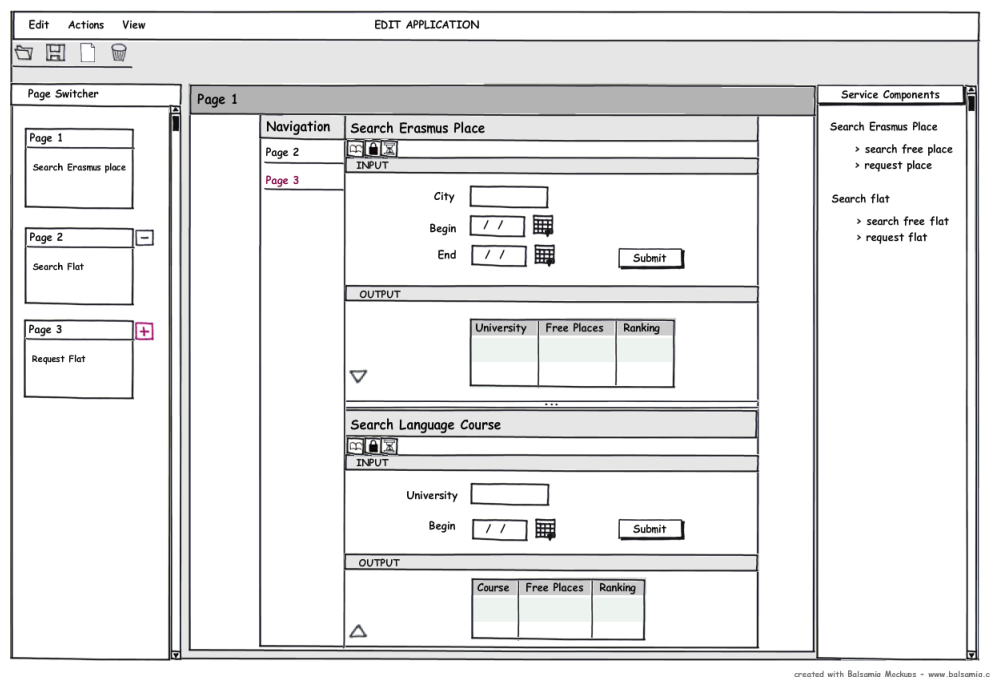 Edit Actions View EDIT APPLICATION
Page Switcher
Page 1
Search Erasmus place
Page 2
Search Flat
Page 3
Request Flat
Page 1
Navigation
Page 2
Page 3
Search Erasmus Place
INPUT
City
Begin / /
End / /
Submit
OUTPUT
University Free Places Ranking
Search Language Course
INPUT
University
Begin / /
Submit
OUTPUT
Course Free Places Ranking
Service Components
Search Erasmus Place
> search free place
> request place
Search flat
> search free flat
> request flat
created with Balsamiq Mockups - www.balsamiq.c